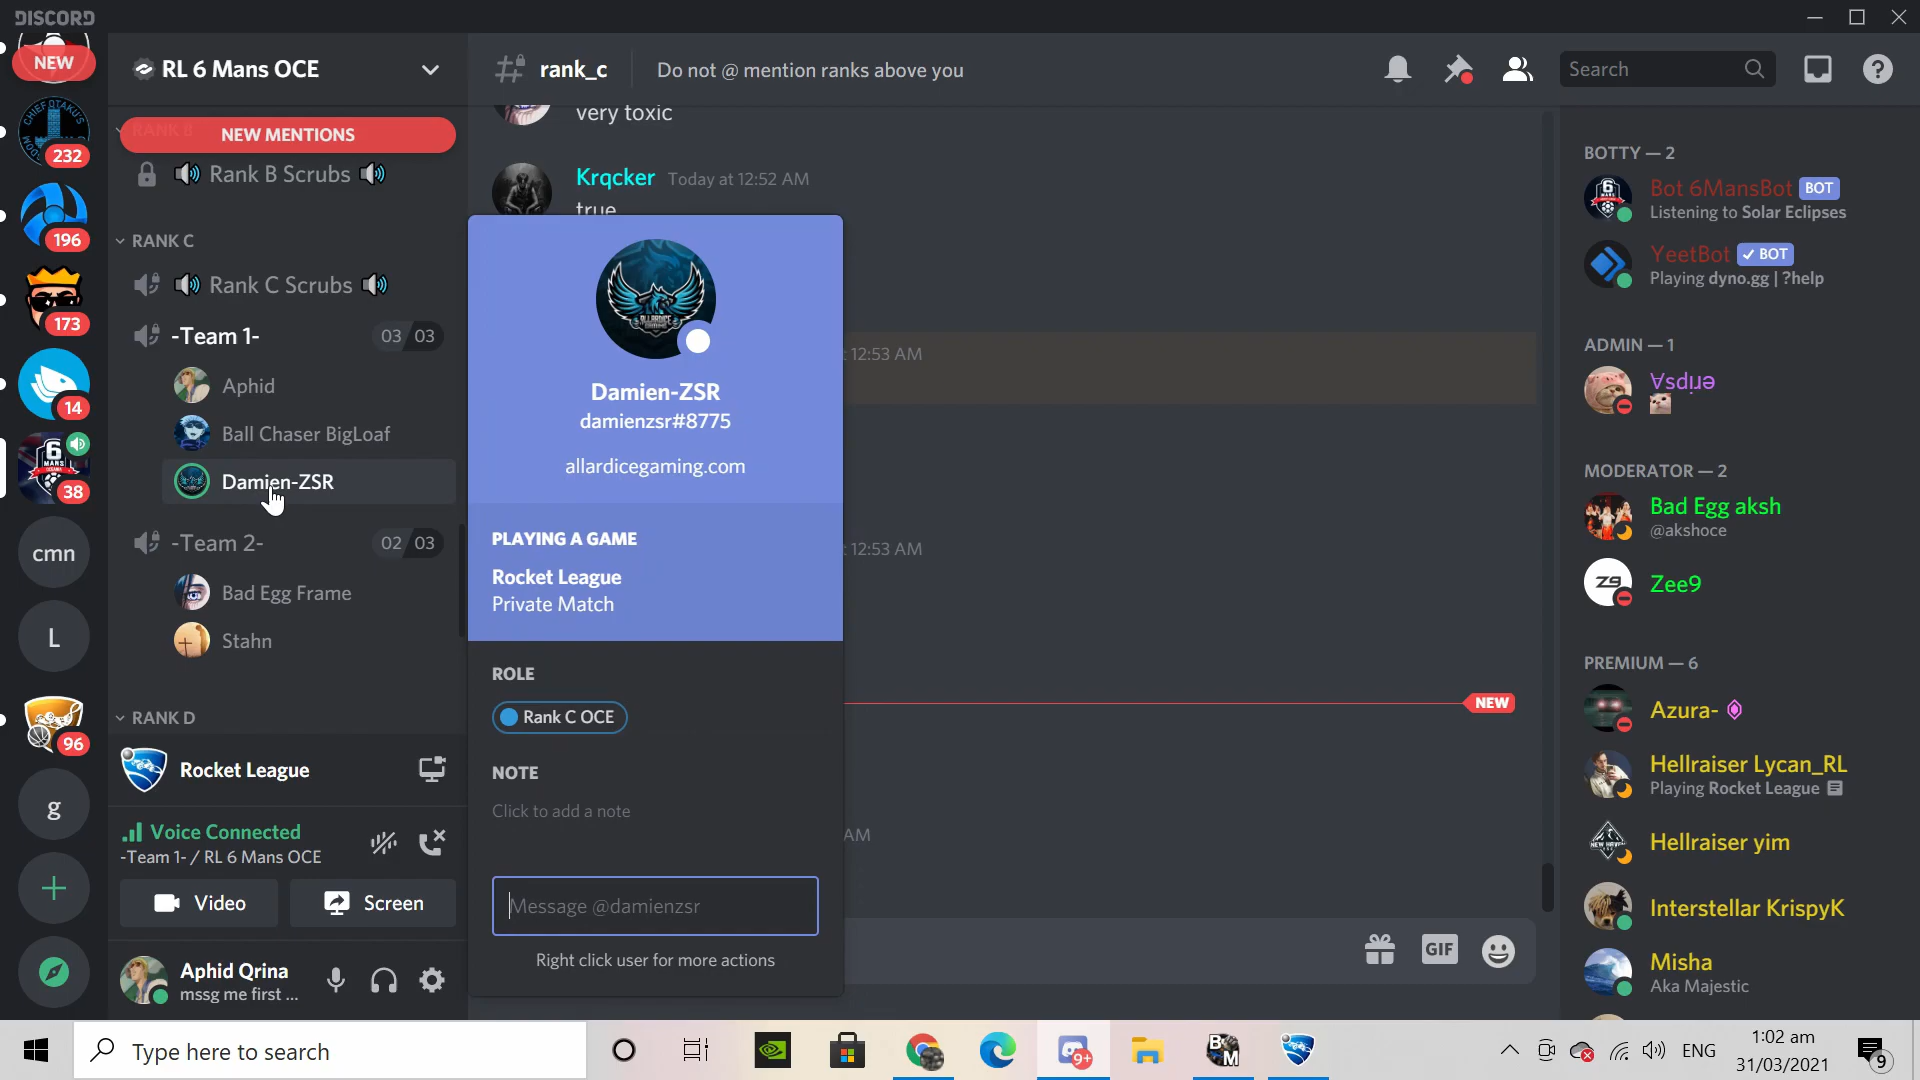 DISCORD
NEW
232
196
173
14
38
cmn
L
96
g
RL 6 Mans OCE
NEW MENTIONS
Rank B Scrubs
RANK C
Rank C Scrubs
-Team 1-
03 03
Aphid
Ball Chaser BigLoaf
Damien-ZSR
-Team 2-
02 03
Bad Egg Frame
Stahn
RANK D
Rocket League
Voice Connected
-Team 1- / RL 6 Mans OCE
Video
Screen
Aphid Qrina
mssg me first ...
rank_c
Do not @ mention ranks above you
Search
very toxic
Krqcker Today at 12:52 AM
true
12:53 AM
12:53 AM
NEW
AM
GIF
Damien-ZSR
damienzsr#8775
allardicegaming.com
PLAYING A GAME
Rocket League
Private Match
ROLE
Rank C OCE
NOTE
Click to add a note
Message @damienzsr
Right click user for more actions
BOTTY — 2
Bot 6MansBot BOT
Listening to Solar Eclipses
YeetBot BOT
Playing dyno.gg | ?help
ADMIN — 1
MODERATOR — 2
Bad Egg aksh
@akshoce
Zee9
PREMIUM — 6
Azura-
Hellraiser Lycan_RL
Playing Rocket League
Hellraiser yim
Interstellar KrispyK
Misha
Aka Majestic
Type here to search
9+
ENG
1:02 am
31/03/2021
9